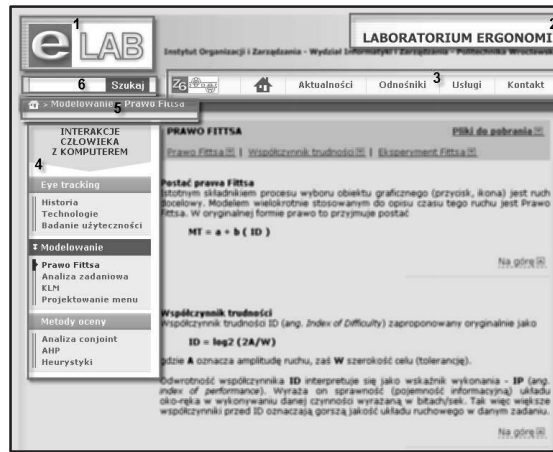 1
e LAB
2
LABORATORIUM ERGONOMI
Instytut Organizacji i Zarządzania - Wydział Informatyki i Zarządzania - Politechnika Wrocławska
6 Szukaj
3
Aktualności Odnośniki Usługi Kontakt
5
> Modelowanie > Prawo Fittsa
INTERAKCJE
CZŁOWIEKA
Z KOMPUTEREM
4
Eye tracking
Historia
Technologie
Badanie użyteczności
Modelowanie
Prawo Fittsa
Analiza zadaniowa
KLM
Projektowanie menu
Metody oceny
Analiza conjoint
AHP
Heurystyki
PRAWO FITTSA Pliki do pobrania
Prawo Fittsa | Współczynnik trudności | Eksperyment Fittsa
Postać prawa Fittsa
Istotnym składnikiem procesu wyboru obiektu graficznego (przycisk, ikona) jest ruch
docelowy. Modelem wielokrotnie stosowanym do opisu czasu tego ruchu jest Prawo
Fittsa. W oryginalnej formie prawo to przyjmuje postać
MT = a + b ( ID )
Na górę
Współczynnik trudności
Współczynnik trudności ID (ang. Index of Difficulty) zaproponowany oryginalnie jako
ID = log2 (2A/W)
gdzie A oznacza amplitudę ruchu, zaś W szerokość celu (tolerancję).
Odwrotność współczynnika ID interpretuje się jako wskaźnik wykonania - IP (ang.
index of performance). Wyraża on sprawność (pojemność informacyjną) układu
oko-ręka w wykonywaniu danej czynności wyrażaną w bitach/sek. Tak więc większe
współczynniki przed ID oznaczają gorszą jakość układu ruchowego w danym zadaniu.
Na górę